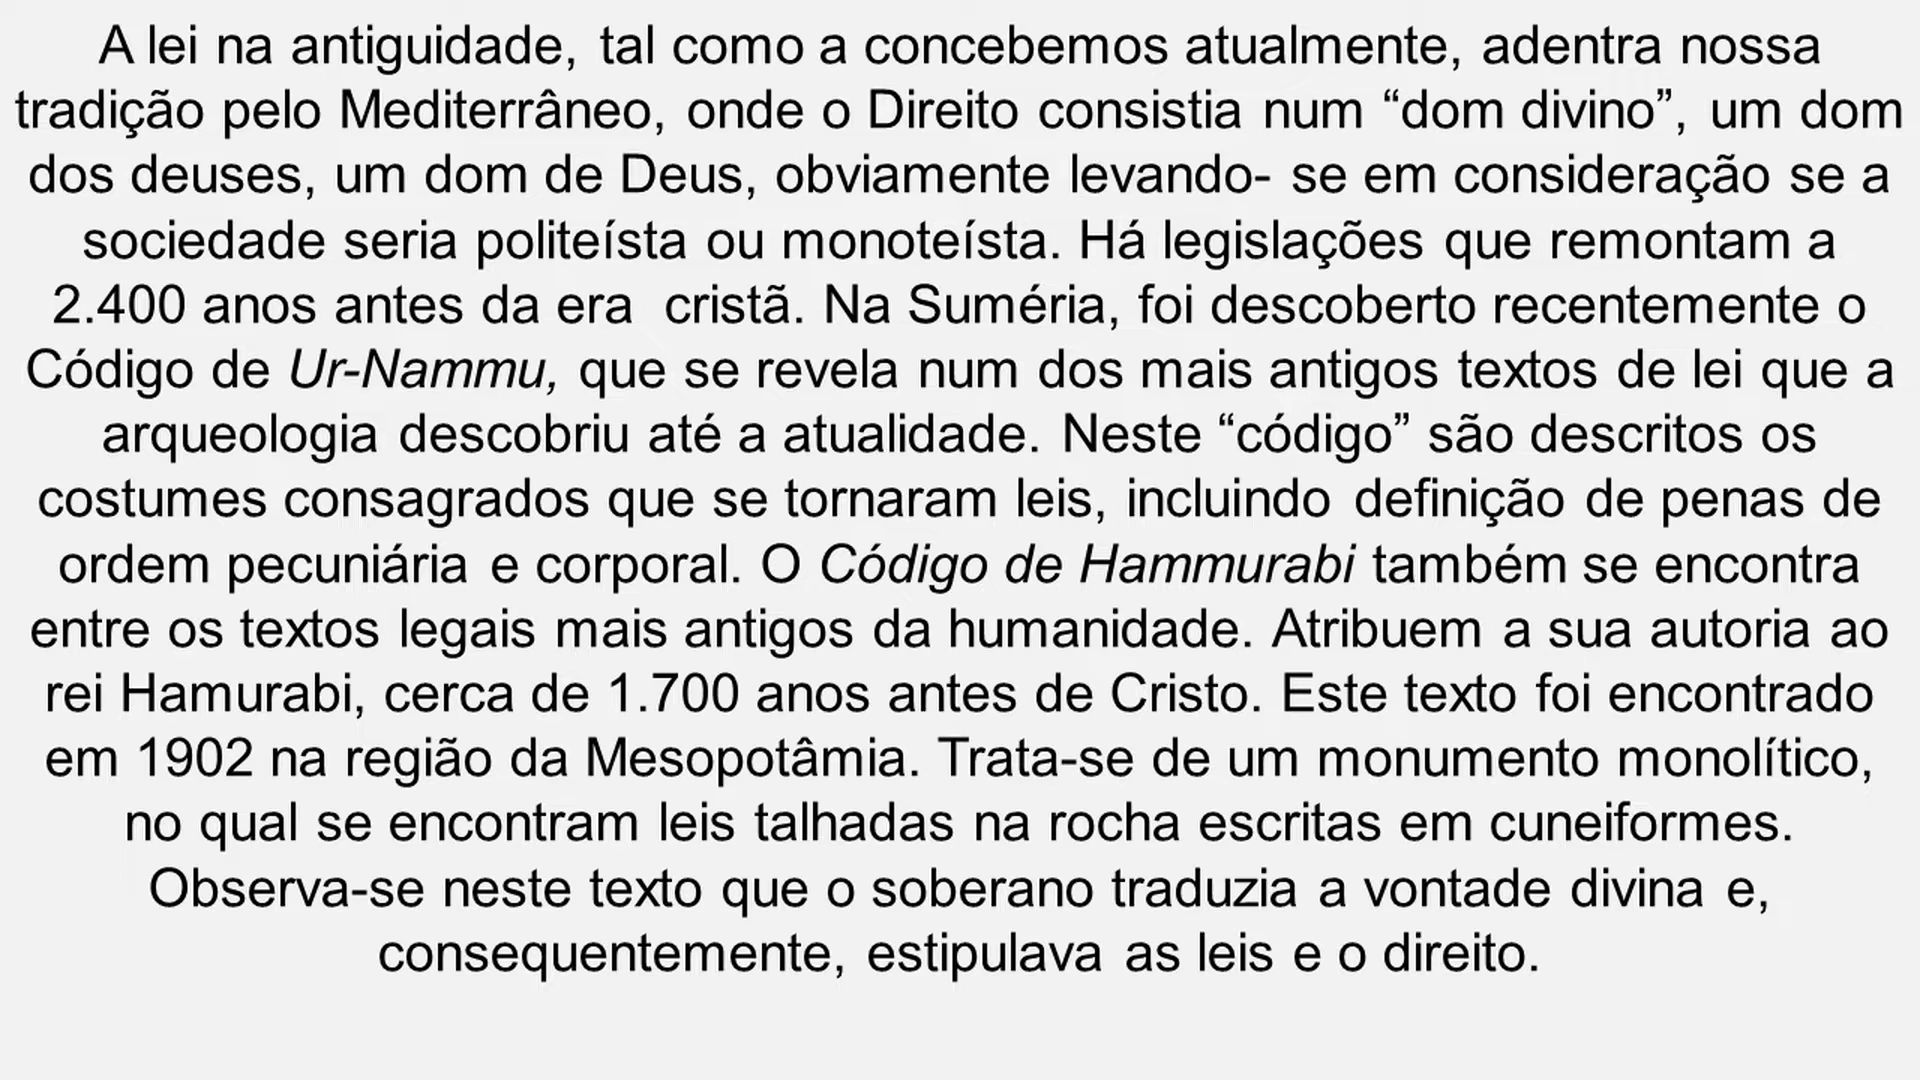 A lei na antiguidade, tal como a concebemos atualmente, adentra nossa
tradição pelo Mediterrâneo, onde o Direito consistia num “dom divino”, um dom
dos deuses, um dom de Deus, obviamente levando- se em consideração se a
sociedade seria politeísta ou monoteísta. Há legislações que remontam a
2.400 anos antes da era cristã. Na Suméria, foi descoberto recentemente o
Código de Ur-Nammu, que se revela num dos mais antigos textos de lei que a
arqueologia descobriu até a atualidade. Neste “código” são descritos os
costumes consagrados que se tornaram leis, incluindo definição de penas de
ordem pecuniária e corporal. O Código de Hammurabi também se encontra
entre os textos legais mais antigos da humanidade. Atribuem a sua autoria ao
rei Hamurabi, cerca de 1.700 anos antes de Cristo. Este texto foi encontrado
em 1902 na região da Mesopotâmia. Trata-se de um monumento monolítico,
no qual se encontram leis talhadas na rocha escritas em cuneiformes.
Observa-se neste texto que o soberano traduzia a vontade divina e,
consequentemente, estipulava as leis e o direito.